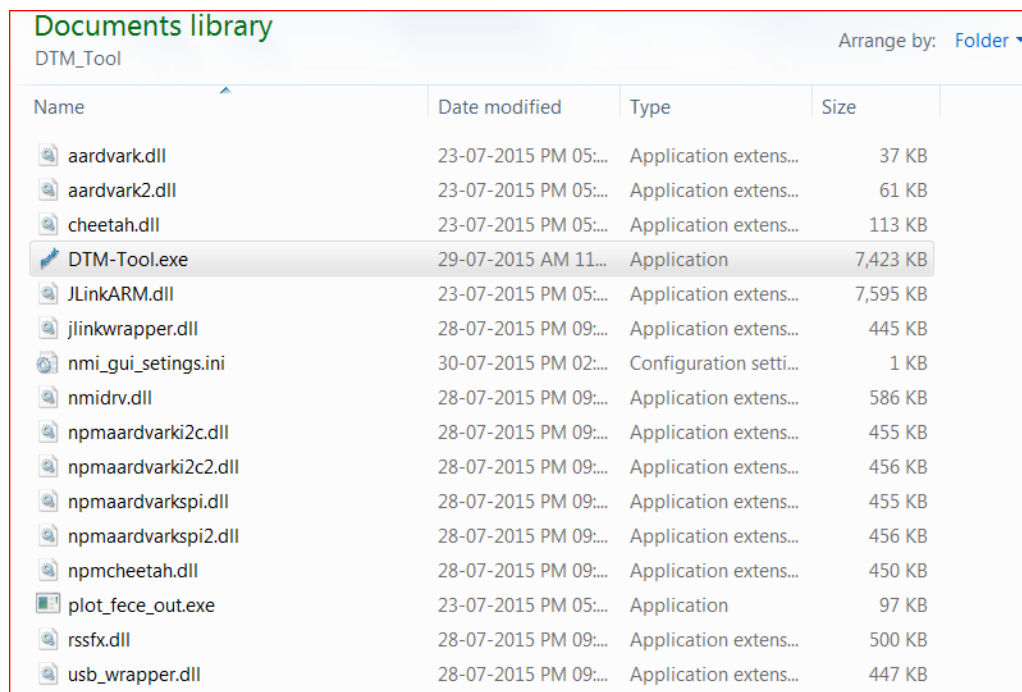 Documents library
DTM_Tool
Arrange by: Folder
Name Date modified Type Size
aardvark.dll 23-07-2015 PM 05:... Application extens... 37 KB
aardvark2.dll 23-07-2015 PM 05:... Application extens... 61 KB
cheetah.dll 23-07-2015 PM 05:... Application extens... 113 KB
DTM-Tool.exe 29-07-2015 AM 11... Application 7,423 KB
JLinkARM.dll 23-07-2015 PM 05:... Application extens... 7,595 KB
jlinkwrapper.dll 28-07-2015 PM 09:... Application extens... 445 KB
nmi_gui_setings.ini 30-07-2015 PM 02:... Configuration setti... 1 KB
nmidrv.dll 28-07-2015 PM 09:... Application extens... 586 KB
npmaardvarki2c.dll 28-07-2015 PM 09:... Application extens... 455 KB
npmaardvarki2c2.dll 28-07-2015 PM 09:... Application extens... 456 KB
npmaardvarkspi.dll 28-07-2015 PM 09:... Application extens... 455 KB
npmaardvarkspi2.dll 28-07-2015 PM 09:... Application extens... 456 KB
npmcheetah.dll 28-07-2015 PM 09:... Application extens... 450 KB
plot_fece_out.exe 23-07-2015 PM 05:... Application 97 KB
rssfx.dll 28-07-2015 PM 09:... Application extens... 500 KB
usb_wrapper.dll 28-07-2015 PM 09:... Application extens... 447 KB